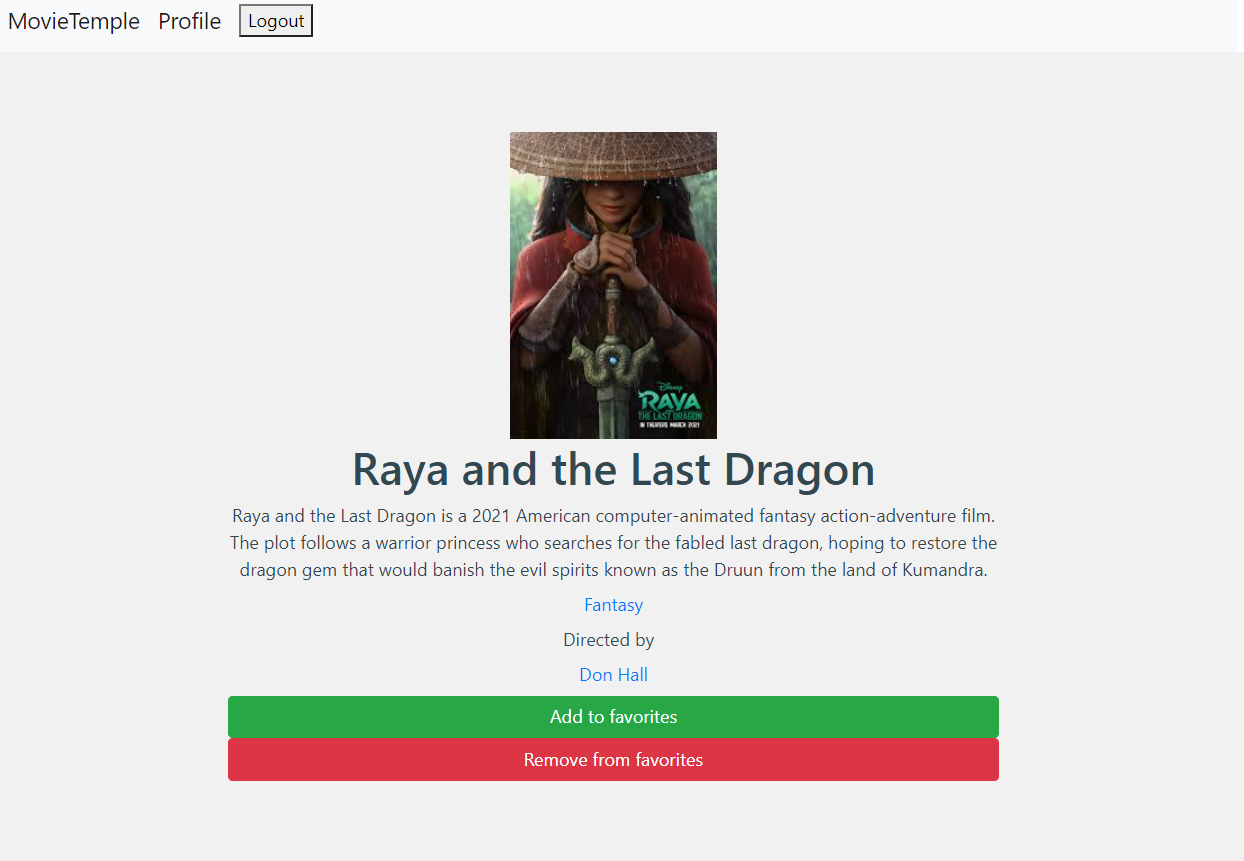 MovieTemple Profile Logout
Disney
RAYA
THE LAST DRAGON
IN THEATERS MARCH 2021
Raya and the Last Dragon
Raya and the Last Dragon is a 2021 American computer-animated fantasy action-adventure film.
The plot follows a warrior princess who searches for the fabled last dragon, hoping to restore the
dragon gem that would banish the evil spirits known as the Druun from the land of Kumandra.
Fantasy
Directed by
Don Hall
Add to favorites
Remove from favorites